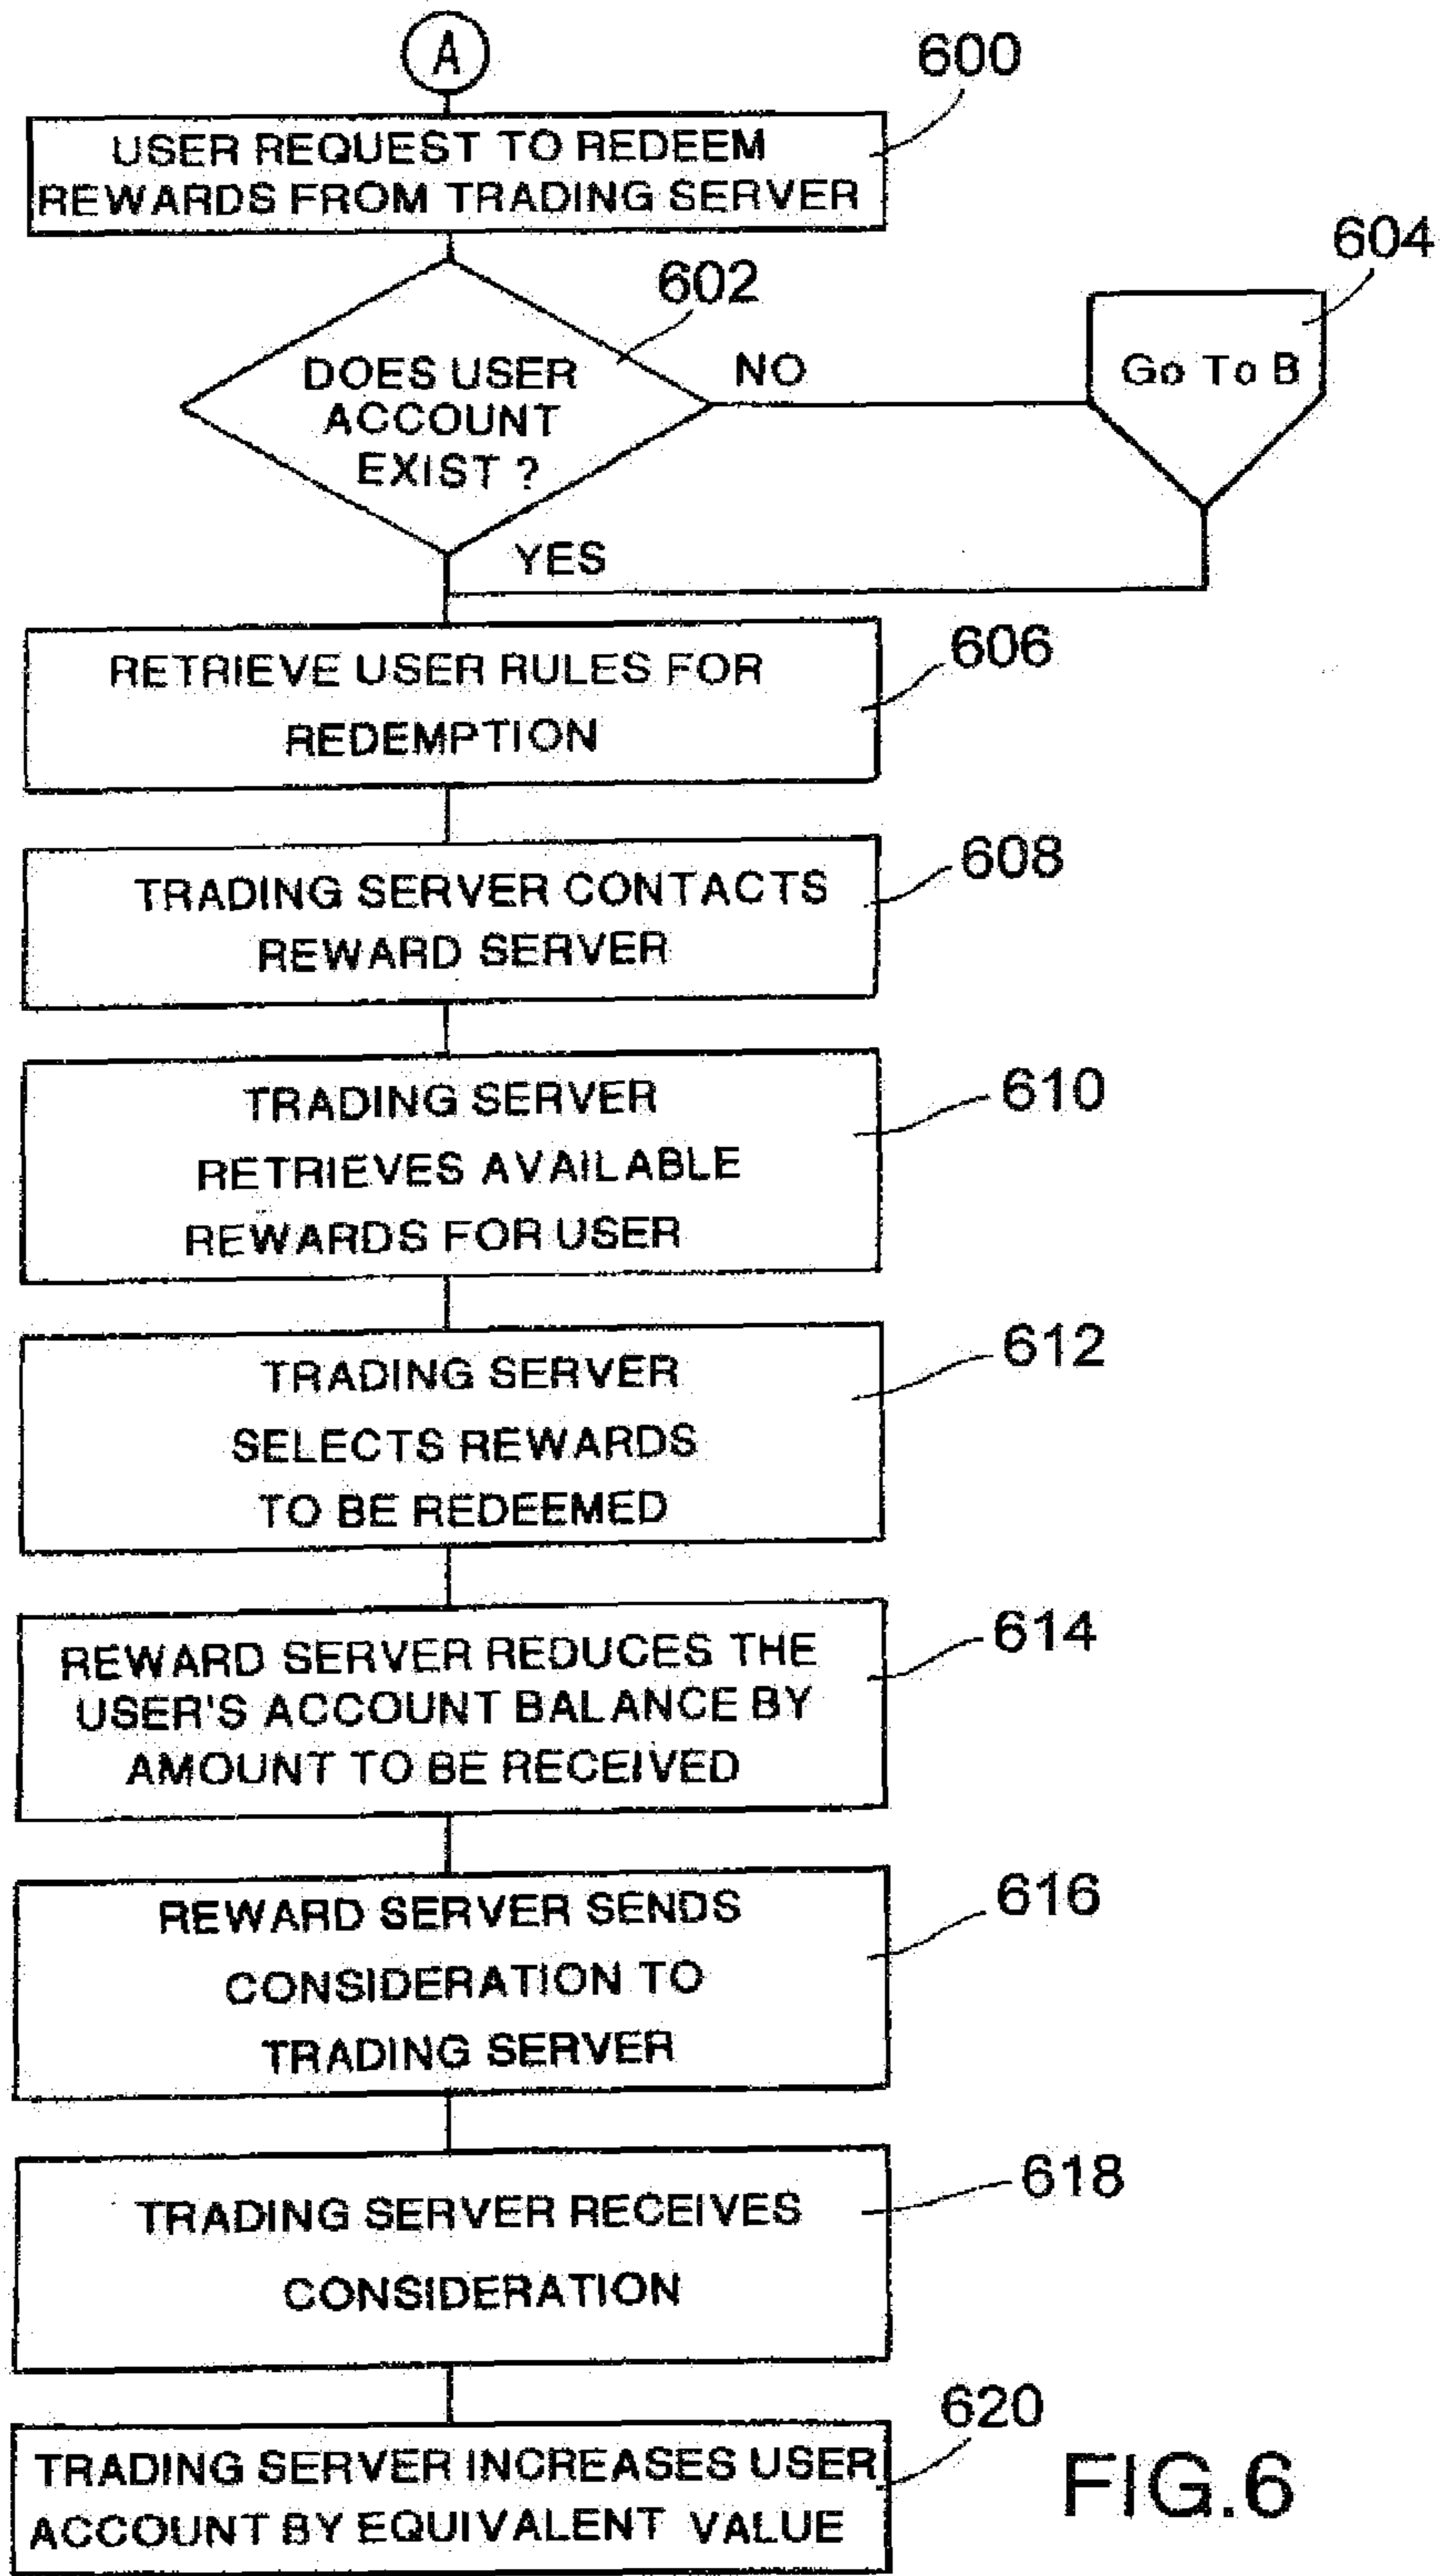 A
600
USER REQUEST TO REDEEM
REWARDS FROM TRADING SERVER
602
604
DOES USER
ACCOUNT
EXIST ?
NO
Go To B
YES
606
RETRIEVE USER RULES FOR
REDEMPTION
608
TRADING SERVER CONTACTS
REWARD SERVER
610
TRADING SERVER
RETRIEVES AVAILABLE
REWARDS FOR USER
612
TRADING SERVER
SELECTS REWARDS
TO BE REDEEMED
614
REWARD SERVER REDUCES THE
USER'S ACCOUNT BALANCE BY
AMOUNT TO BE RECEIVED
616
REWARD SERVER SENDS
CONSIDERATION TO
TRADING SERVER
618
TRADING SERVER RECEIVES
CONSIDERATION
620
TRADING SERVER INCREASES USER
ACCOUNT BY EQUIVALENT VALUE
FIG.6